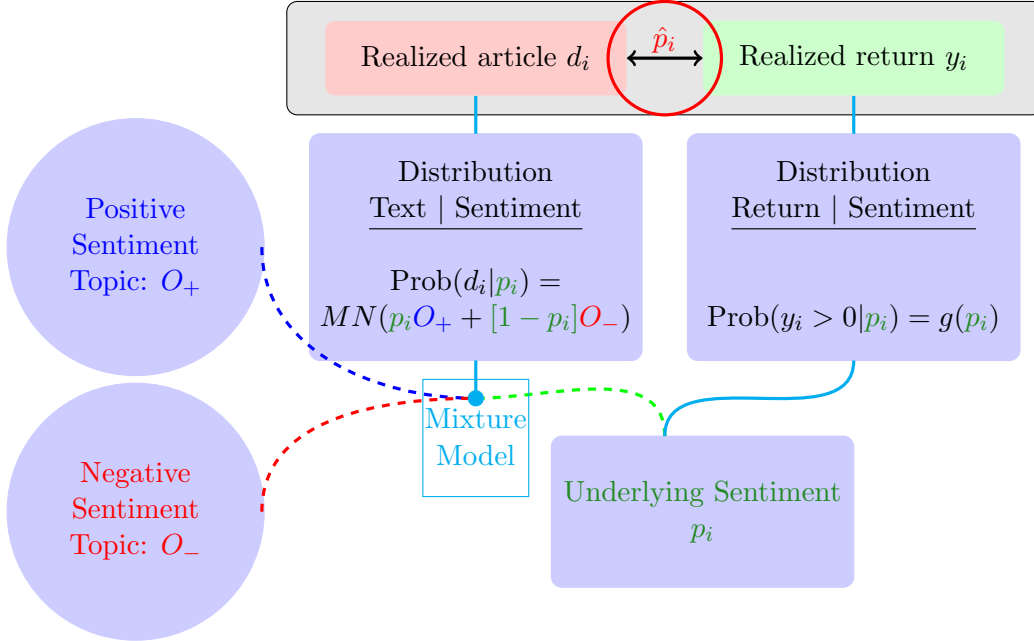 Realized article $d_i$
$\hat{p}_i$
Realized return $y_i$
Distribution
Text | Sentiment
Prob($d_i|p_i$) =
$MN(p_iO_+ + [1 - p_i]O_-)$
Distribution
Return | Sentiment
Prob($y_i > 0|p_i$) = $g(p_i)$
Positive
Sentiment
Topic: $O_+$
Negative
Sentiment
Topic: $O_-$
Mixture
Model
Underlying Sentiment
$p_i$